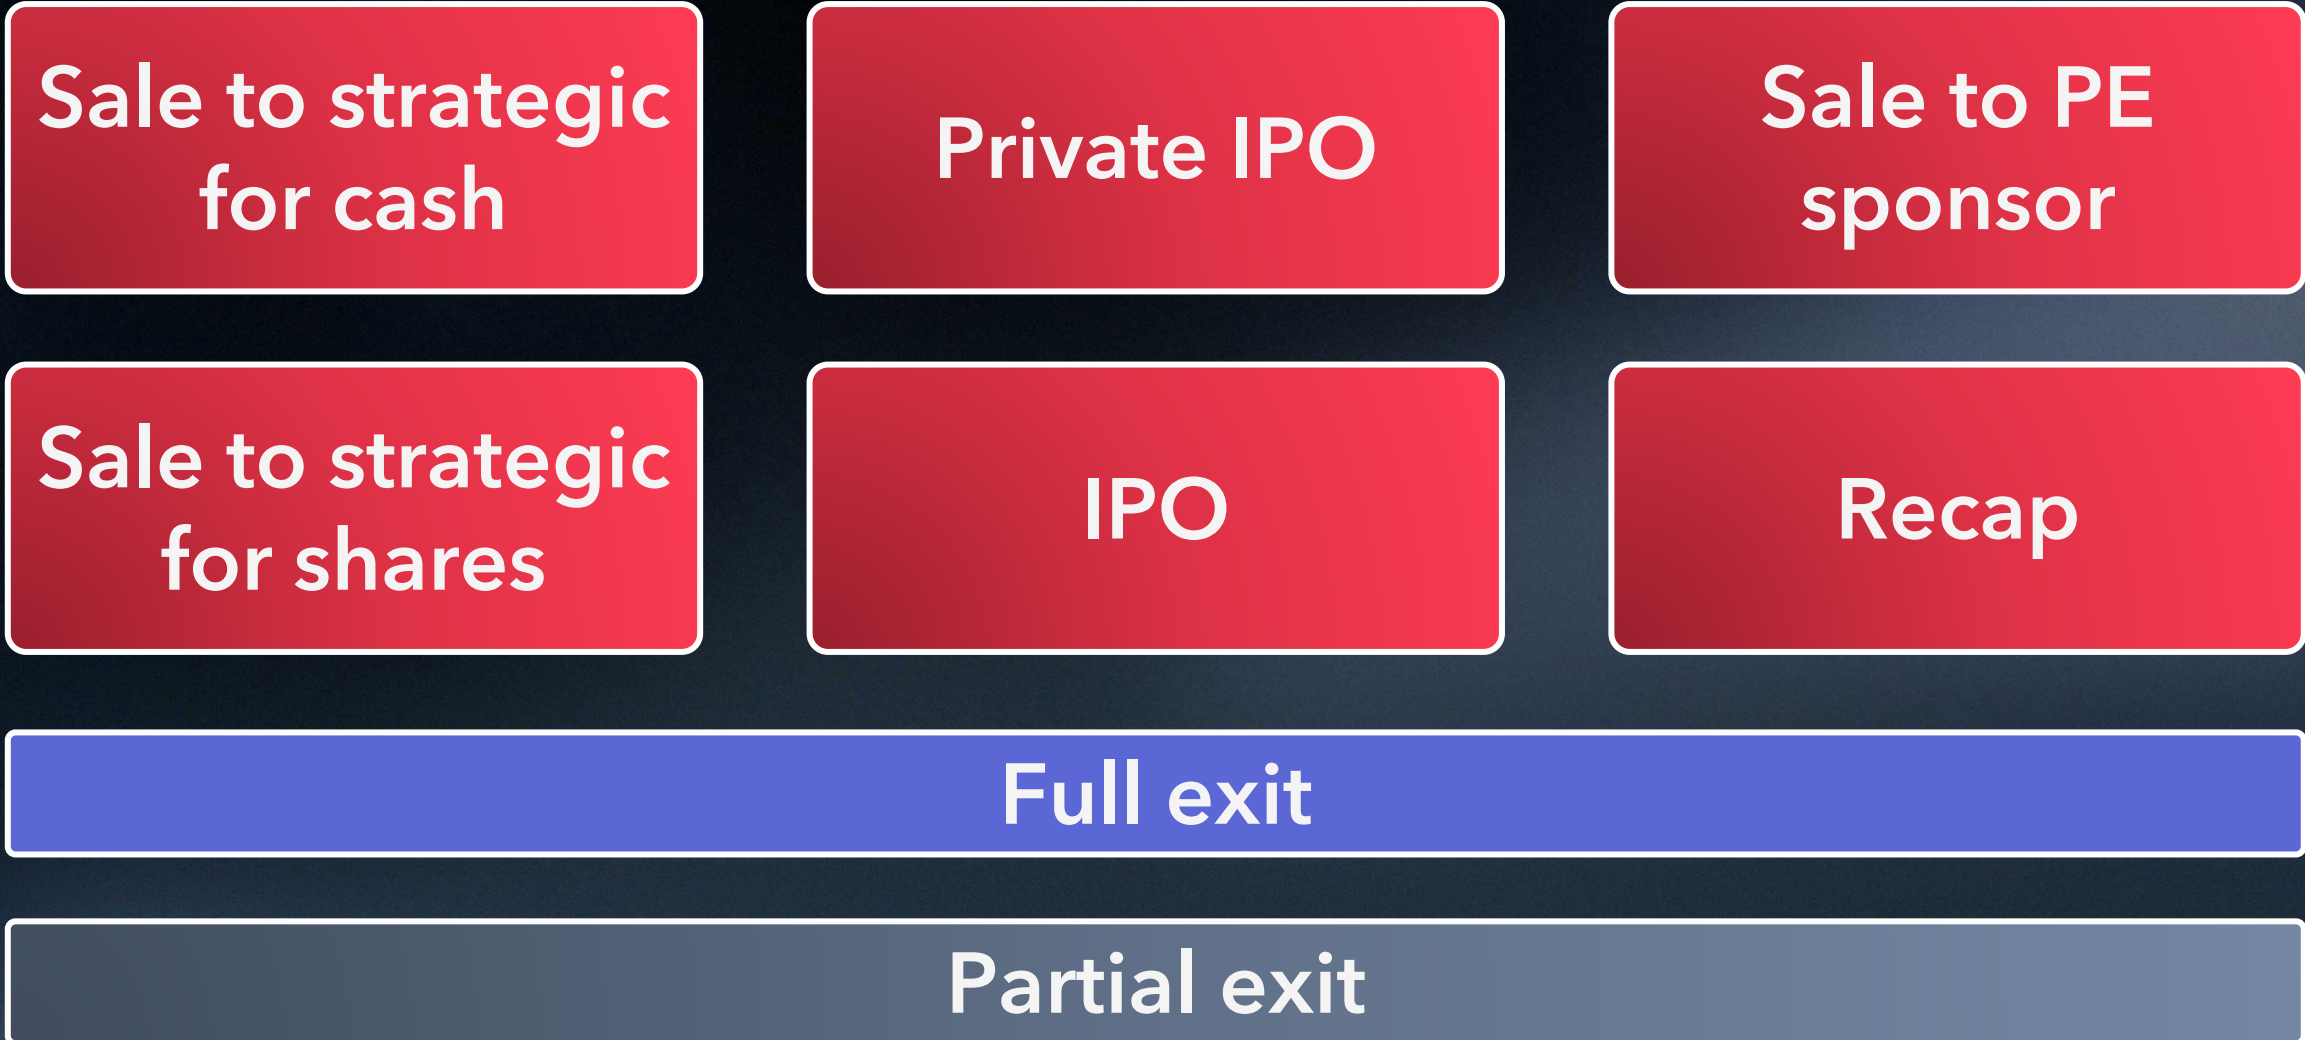 Sale to strategic
for cash
Private IPO
Sale to PE
sponsor
Sale to strategic
for shares
IPO
Recap
Full exit
Partial exit